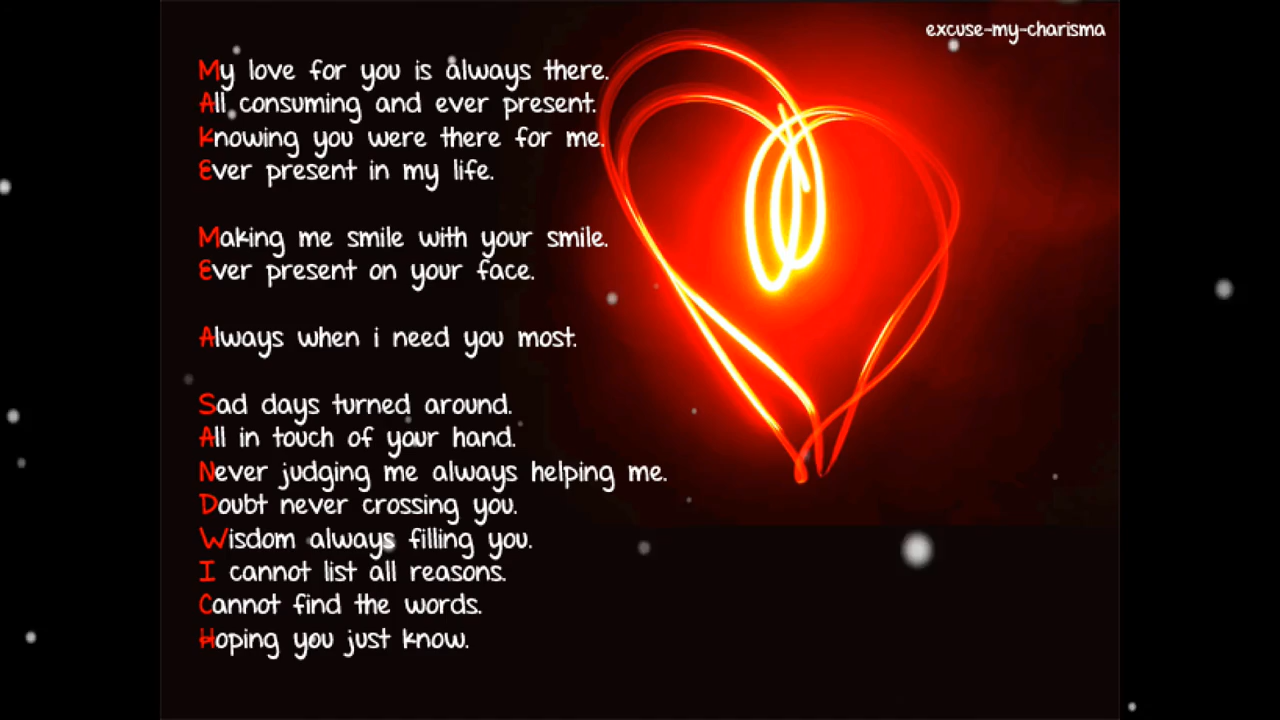 excuse-my-charisma
My love for you is always there.
All consuming and ever present.
Knowing you were there for me.
Ever present in my life.
Making me smile with your smile.
Ever present on your face.
Always when i need you most.
Sad days turned around.
All in touch of your hand.
Never judging me always helping me.
Doubt never crossing you.
Wisdom always filling you.
I cannot list all reasons.
Cannot find the words.
Hoping you just know.